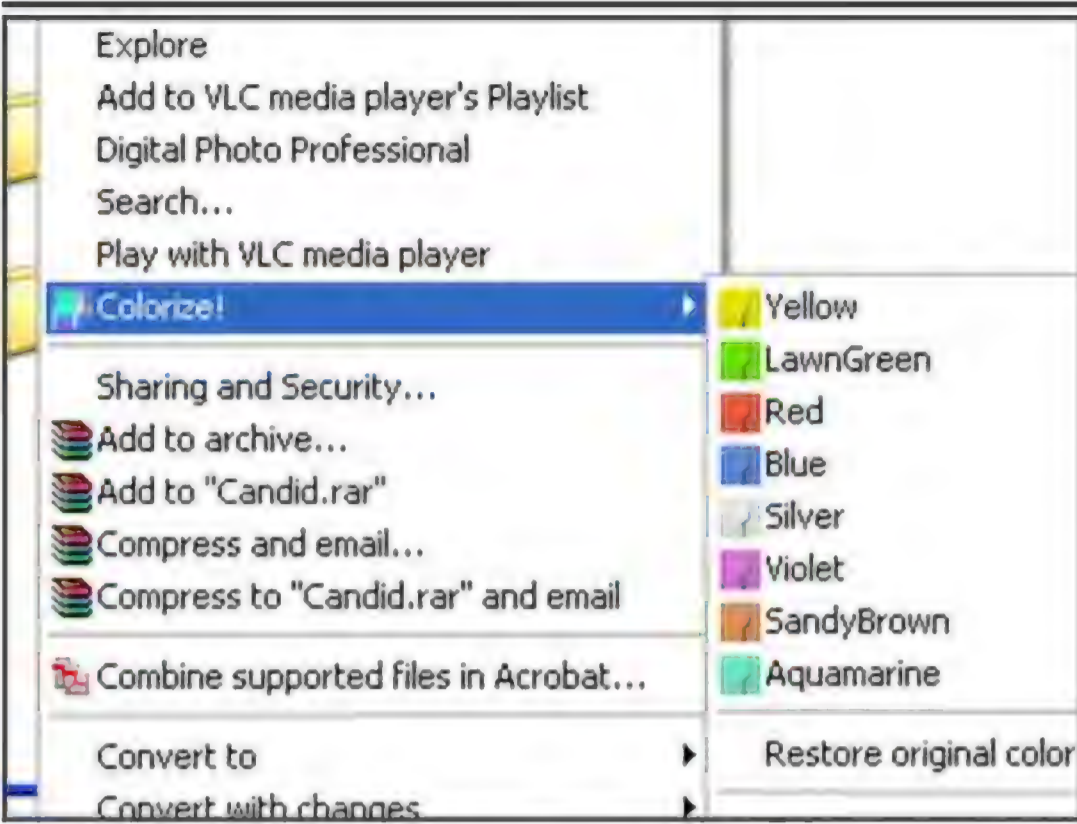 Explore
Add to VLC media player's Playlist
Digital Photo Professional
Search...
Play with VLC media player
Colorize!
Sharing and Security...
Add to archive...
Add to "Candid.rar"
Compress and email...
Compress to "Candid.rar" and email
Combine supported files in Acrobat...
Convert to
Convert with changes
Yellow
LawnGreen
Red
Blue
Silver
Violet
SandyBrown
Aquamarine
Restore original color